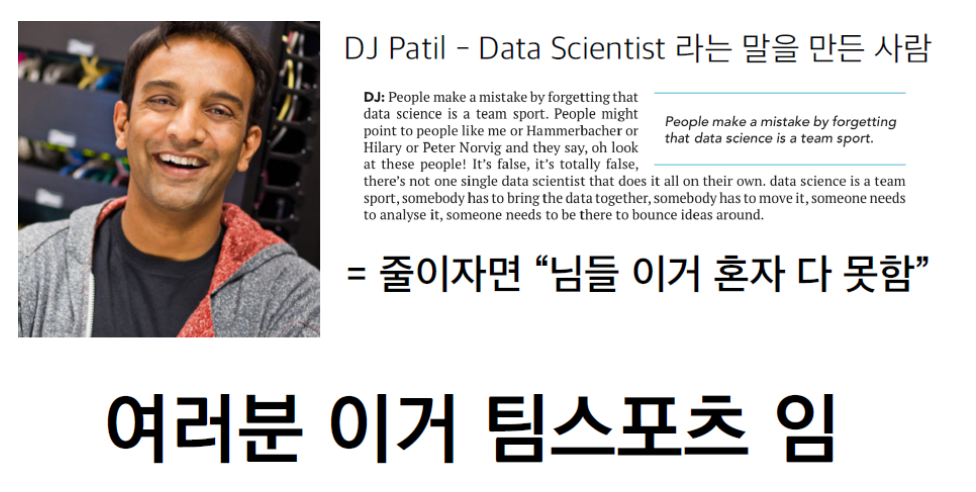 DJ Patil – Data Scientist 라는 말을 만든 사람
DJ: People make a mistake by forgetting that
data science is a team sport. People might
point to people like me or Hammerbacher or
Hilary or Peter Norvig and they say, oh look
at these people! It's false, it's totally false,
there's not one single data scientist that does it all on their own. data science is a team
sport, somebody has to bring the data together, somebody has to move it, someone needs
to analyse it, someone needs to be there to bounce ideas around.
People make a mistake by forgetting
that data science is a team sport.
= 줄이자면 “님들 이거 혼자 다 못함”
여러분 이거 팀스포츠 임